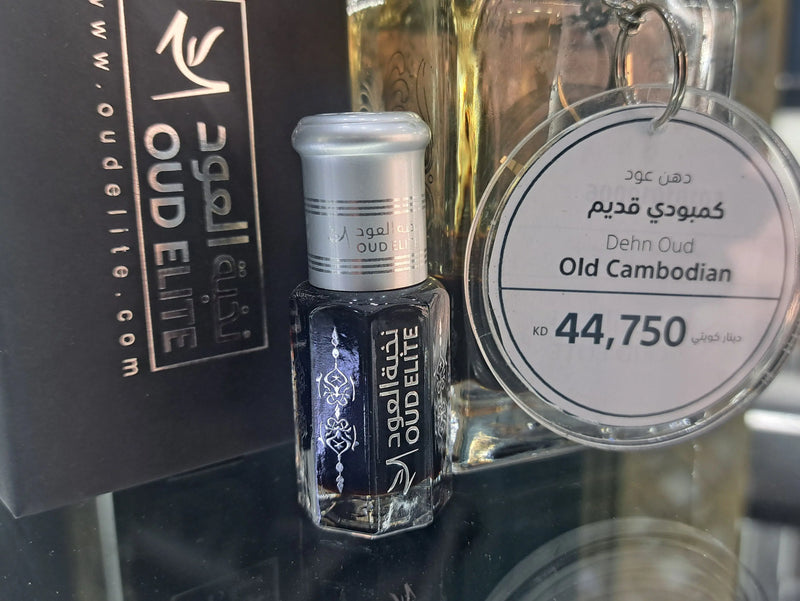 www.oudelite.com
نخبة العود
OUD ELITE
نخبة العود
OUD ELITE
نخبة العود
OUD ELITE
دهن عود
كمبودي قديم
Dehn Oud
Old Cambodian
KD 44,750 دينار كويتي